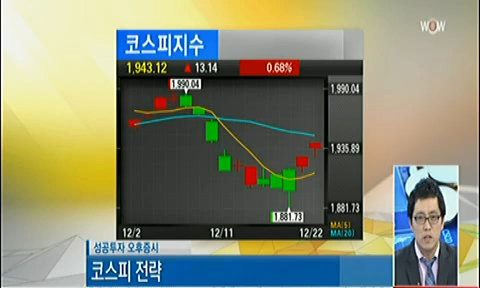 WOW
코스피지수
1,943.12 ▲ 13.14 0.68%
1,990.04
1,990.04
1,935.89
1,881.73
1,881.73
12/2 12/11 12/22
MA(5)
MA(20)
성공투자 오후증시
코스피 전략